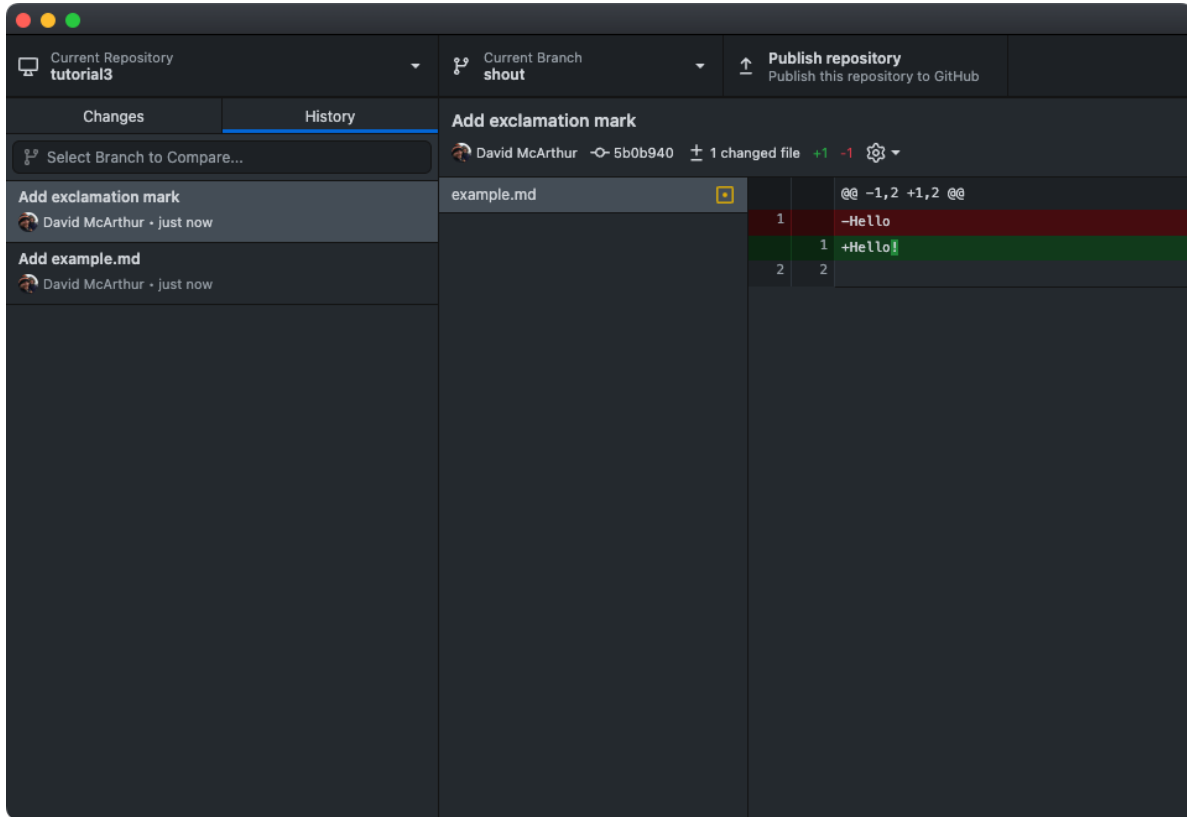 Current Repository
tutorial3
Current Branch
shout
Publish repository
Publish this repository to GitHub
Changes
History
Select Branch to Compare...
Add exclamation mark
David McArthur • just now
Add example.md
David McArthur • just now
Add exclamation mark
David McArthur 5b0b940 1 changed file +1 -1
example.md
@@ -1,2 +1,2 @@
1 -Hello
1 +Hello!
2 2